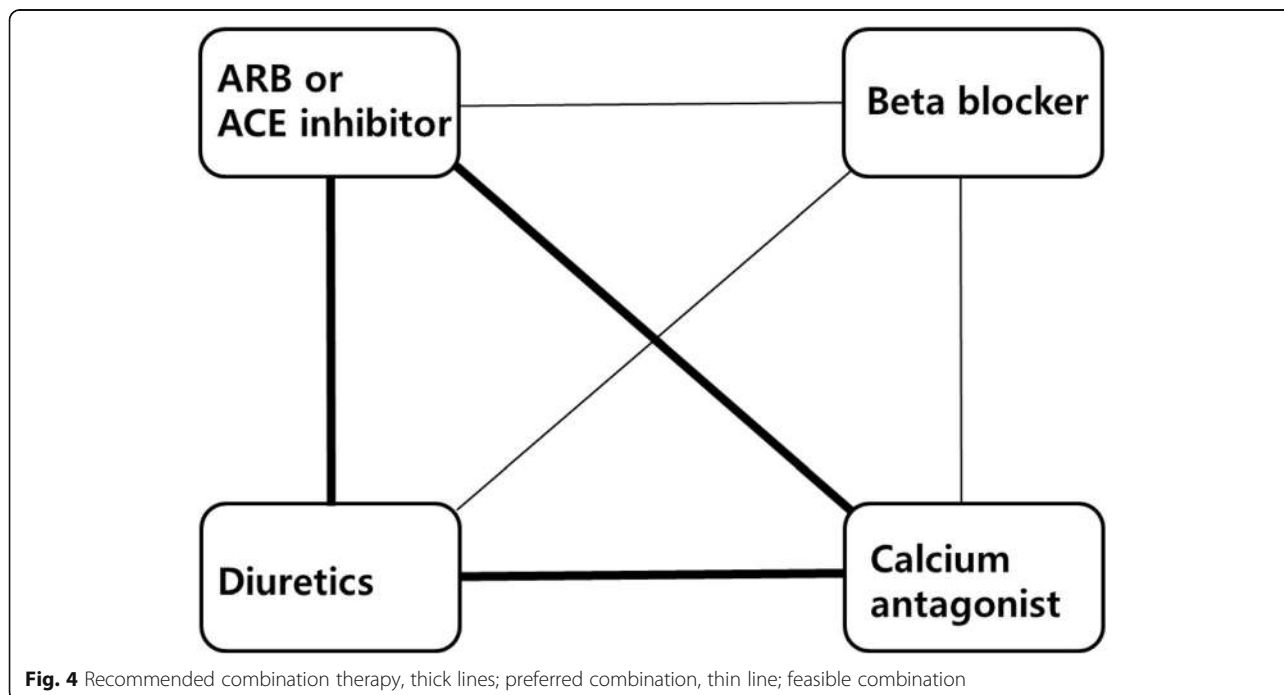 ARB or
ACE inhibitor
Beta blocker
Diuretics
Calcium
antagonist
Fig. 4 Recommended combination therapy, thick lines; preferred combination, thin line; feasible combination